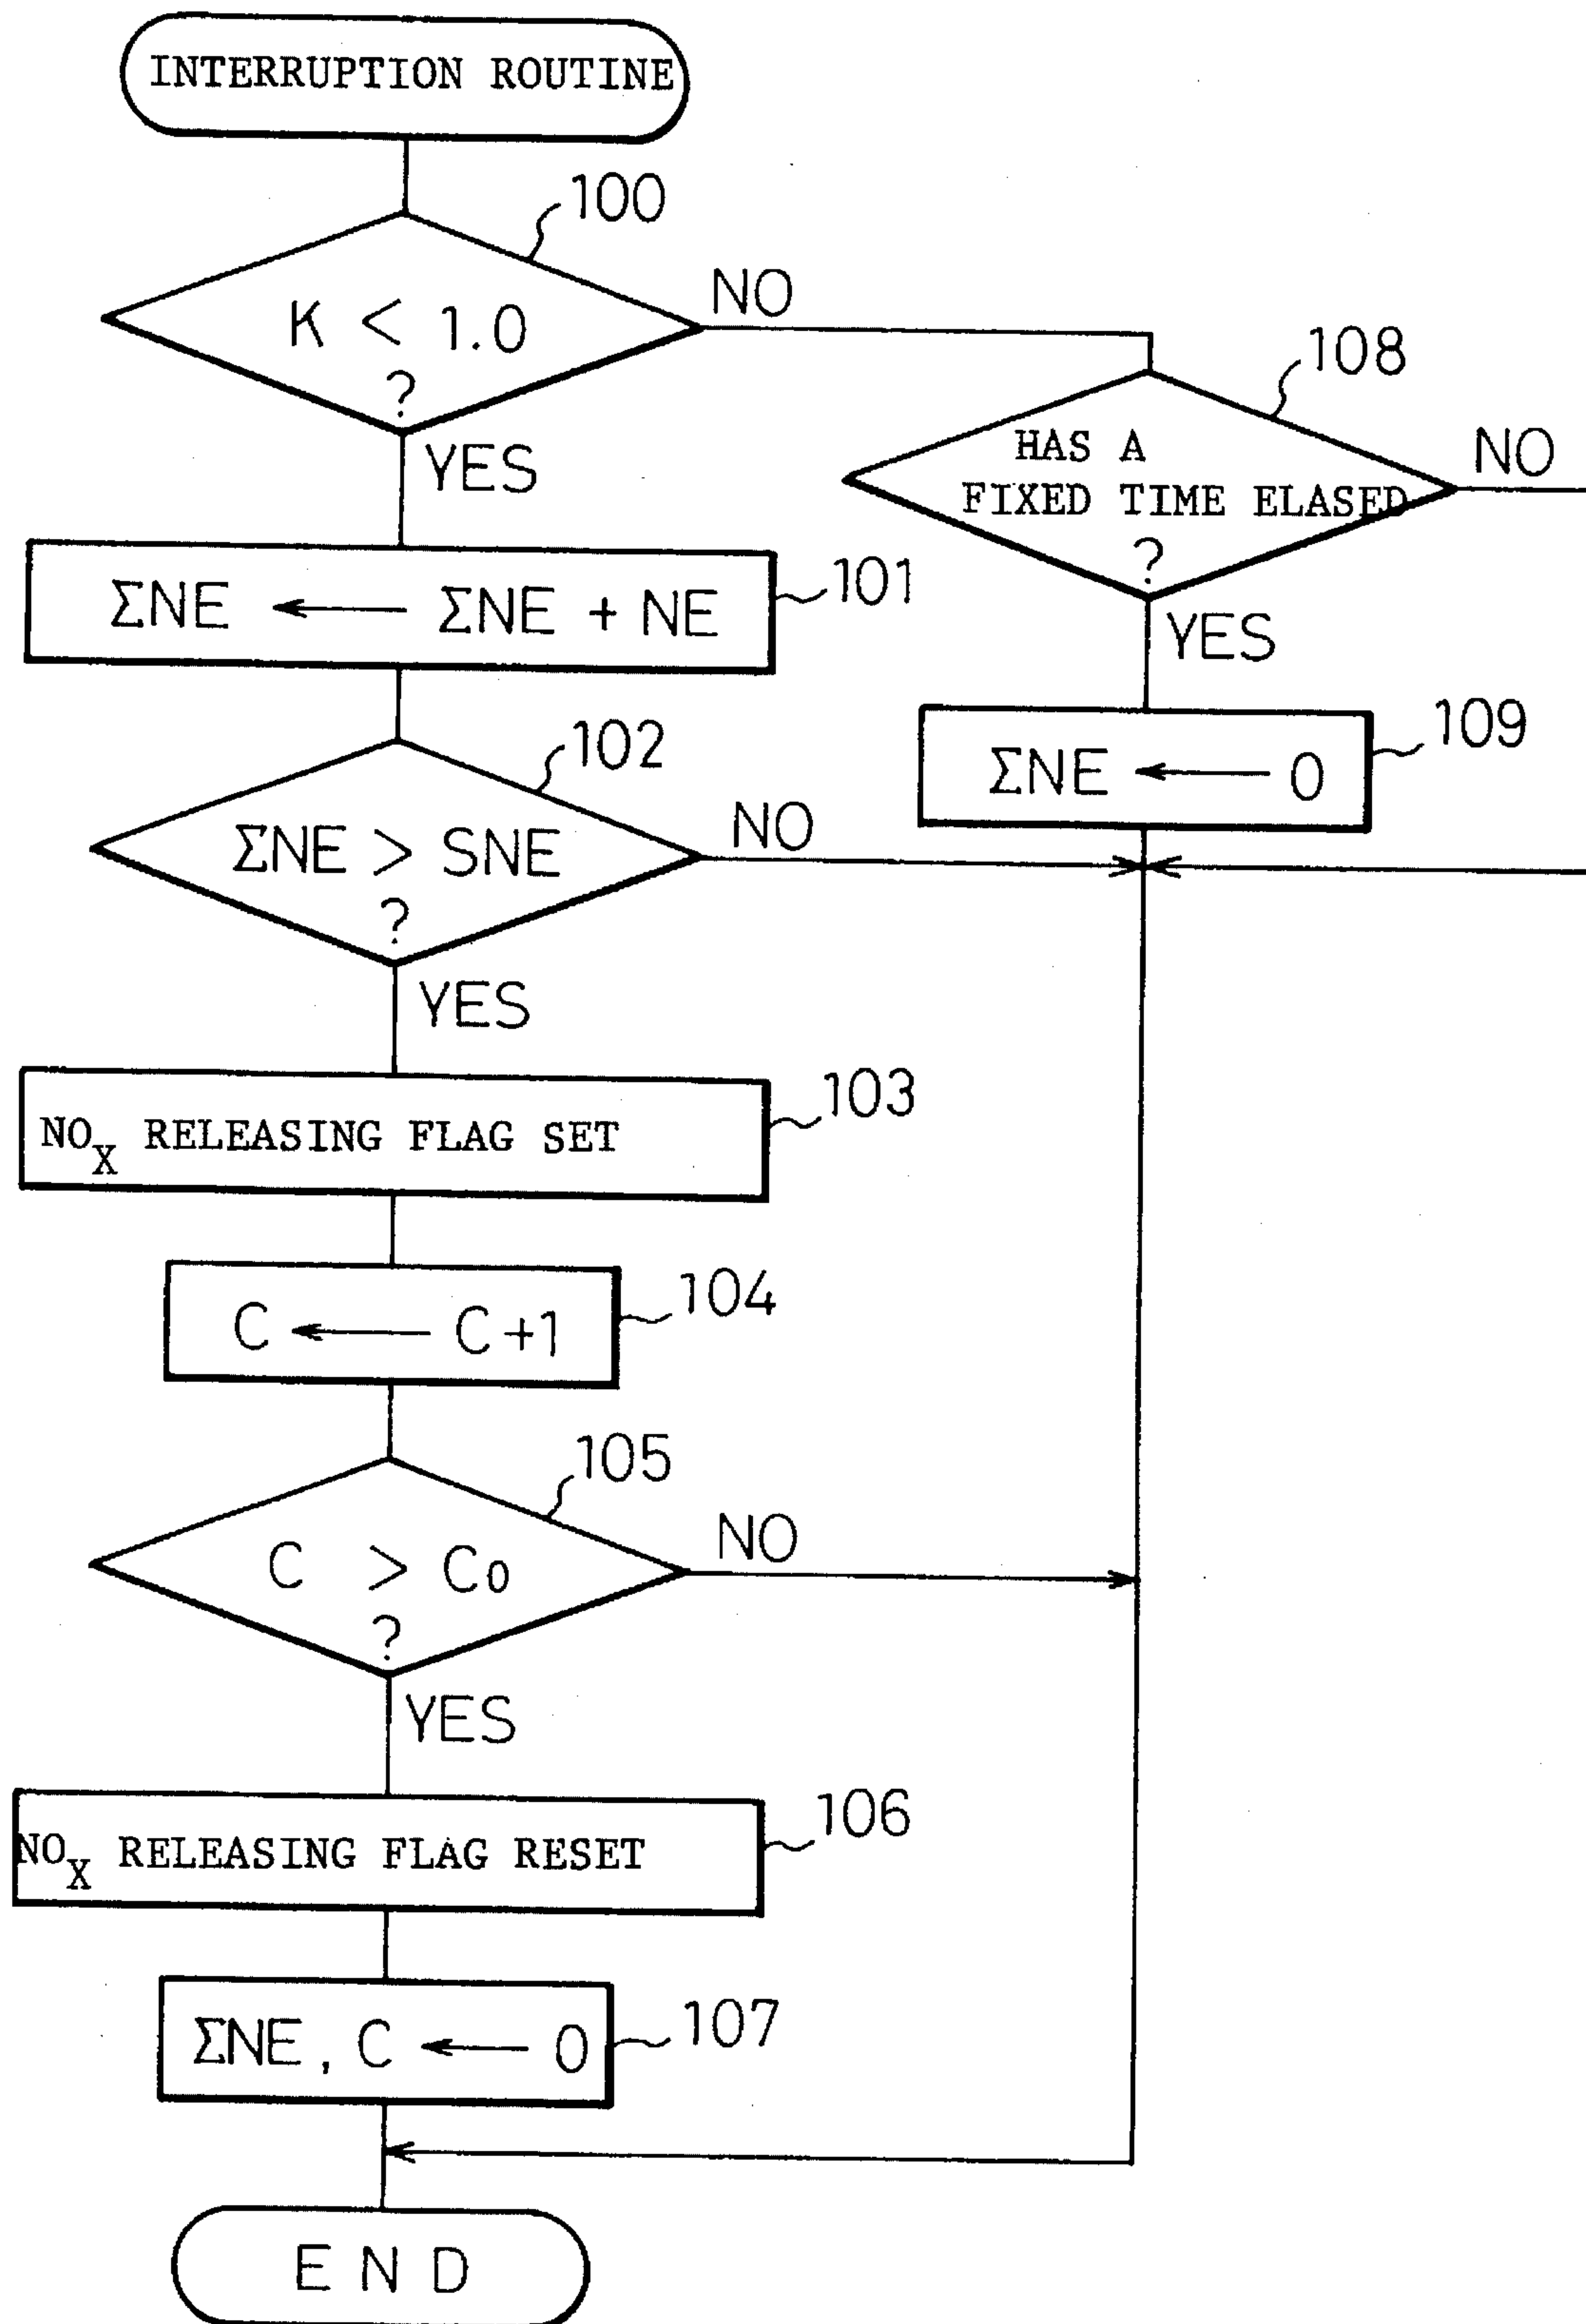 INTERRUPTION ROUTINE
100
K < 1.0
?
NO
YES
108
HAS A
FIXED TIME ELASED
?
NO
YES
101
ΣNE ← ΣNE + NE
109
ΣNE ← 0
102
ΣNE > SNE
?
NO
YES
103
NOX RELEASING FLAG SET
104
C ← C+1
105
C > C0
?
NO
YES
106
NOX RELEASING FLAG RESET
107
ΣNE, C ← 0
END